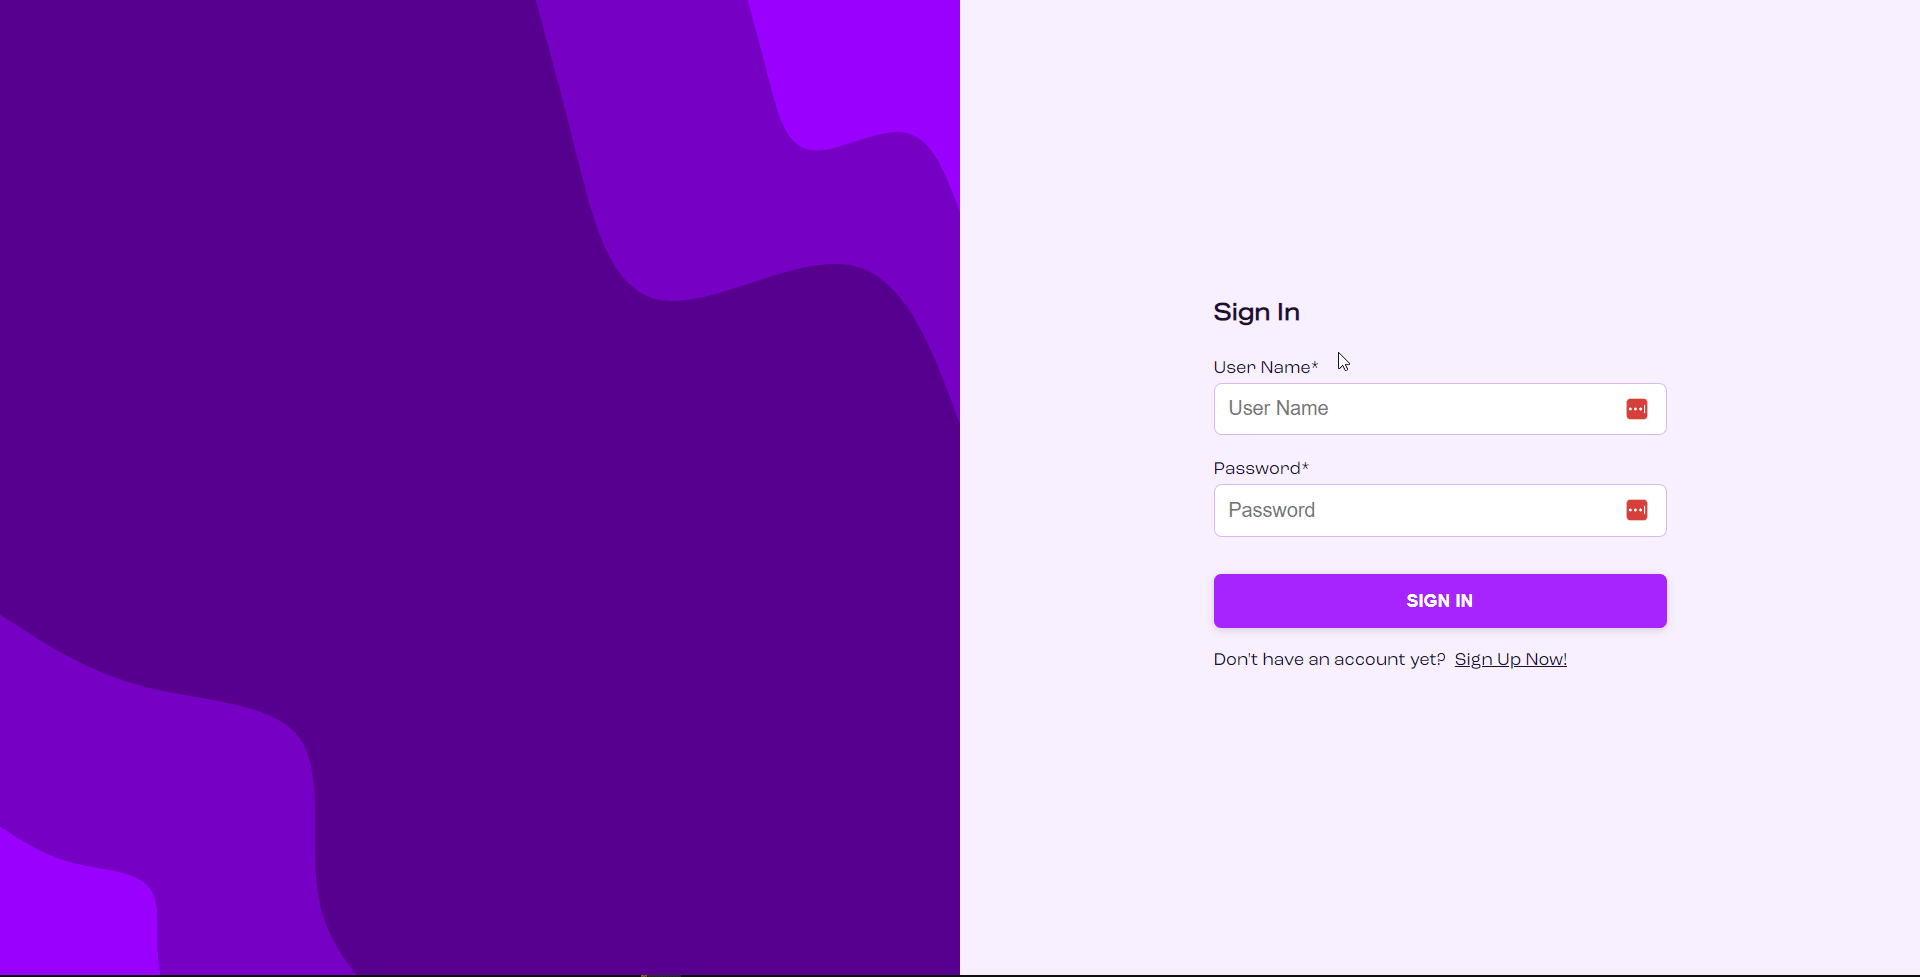 Sign In
User Name*
User Name
Password*
Password
SIGN IN
Don't have an account yet? Sign Up Now!